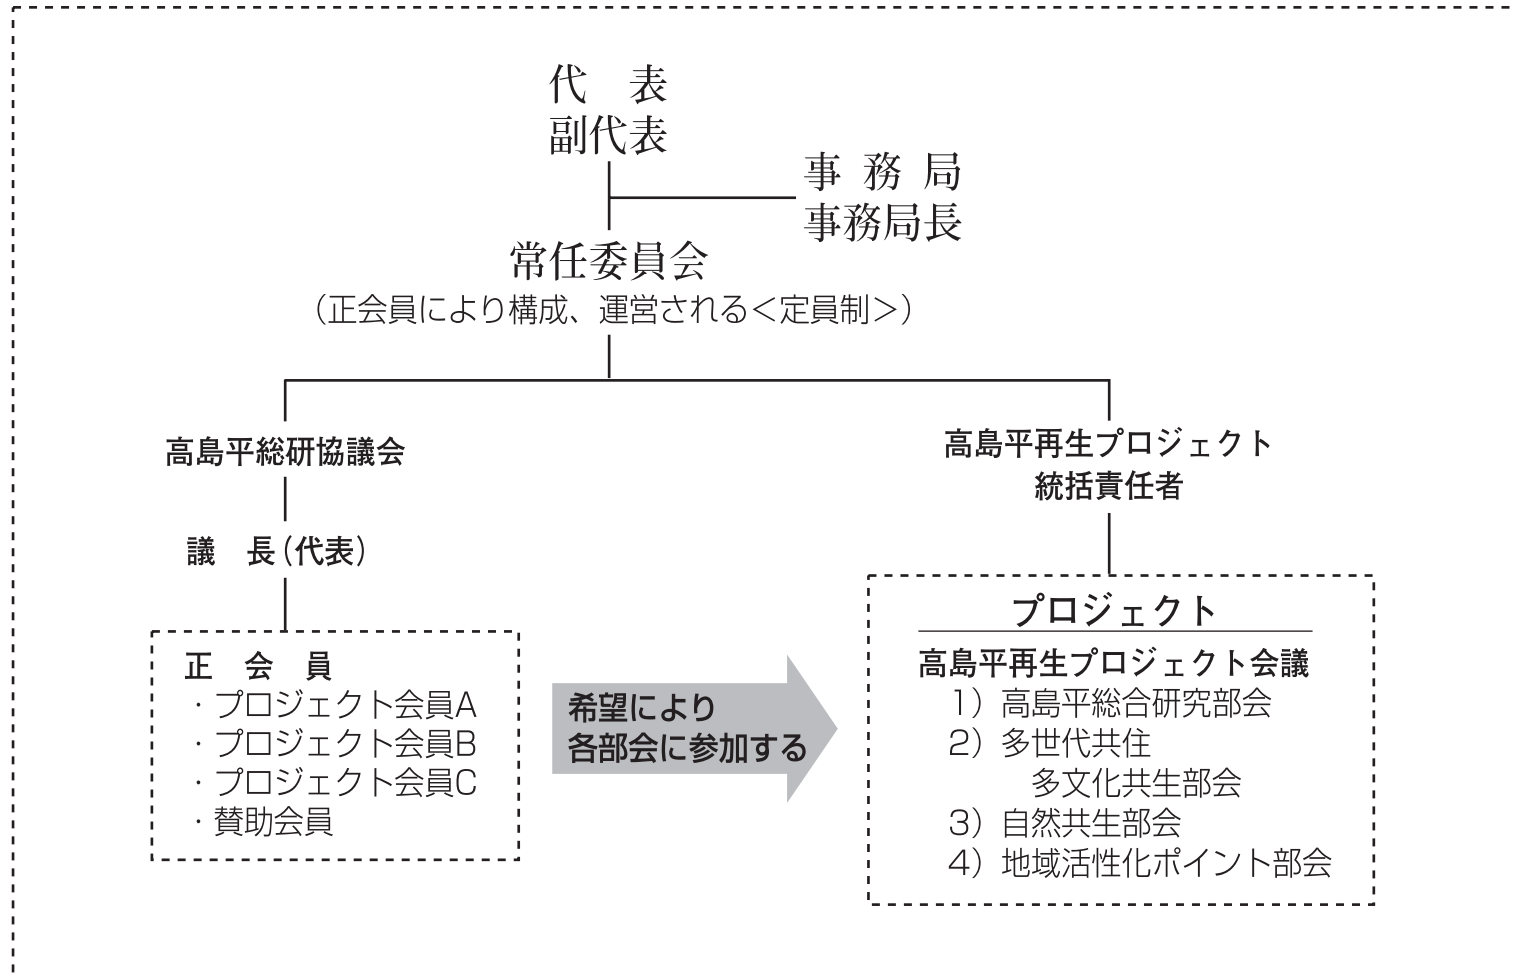 代　表
副代表
事 務 局
事務局長
常任委員会
（正会員により構成、運営される＜定員制＞）
高島平総研協議会
議　長（代表）
正　会　員
・プロジェクト会員A
・プロジェクト会員B
・プロジェクト会員C
・賛助会員
希望により
各部会に参加する
高島平再生プロジェクト
統括責任者
プロジェクト
高島平再生プロジェクト会議
1）高島平総合研究部会
2）多世代共住
多文化共生部会
3）自然共生部会
4）地域活性化ポイント部会